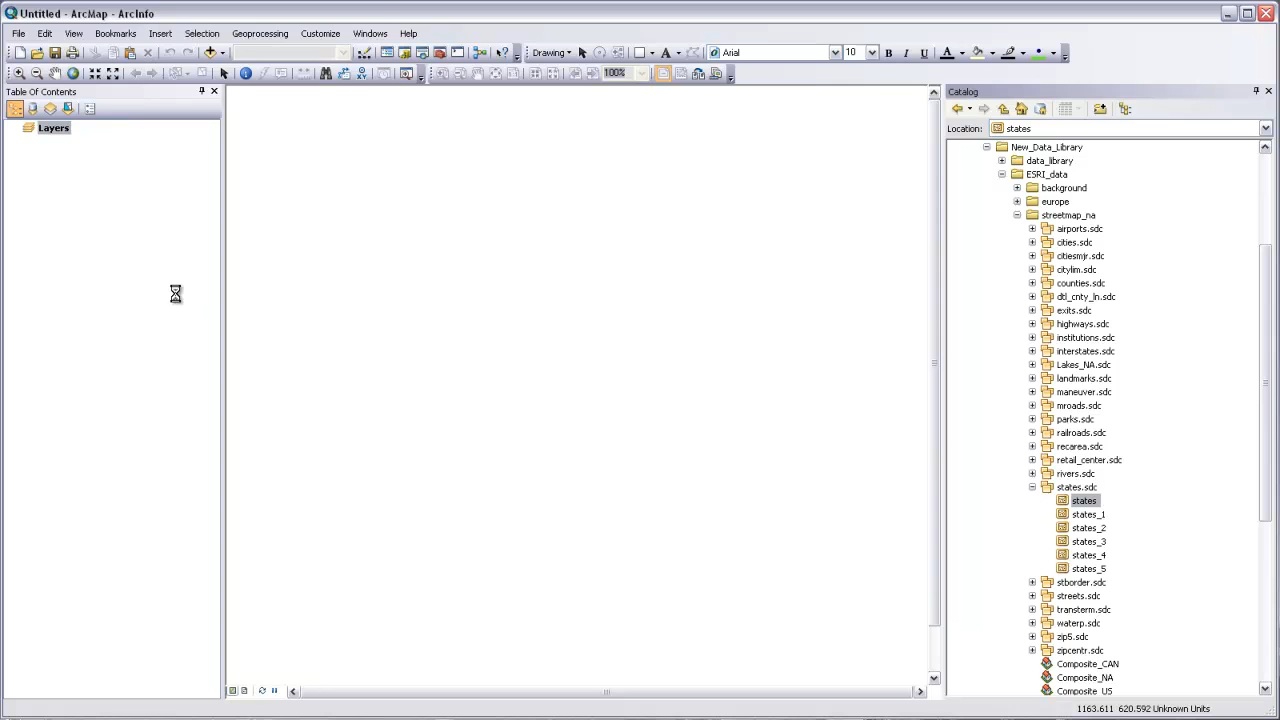 Untitled - ArcMap - ArcInfo
File Edit View Bookmarks Insert Selection Geoprocessing Customize Windows Help
Drawing Arial 10 B I U A
100%
Table Of Contents
Layers
Catalog
Location: states
New_Data_Library
data_library
ESRI_data
background
europe
streetmap_na
airports.sdc
cities.sdc
citiesmjr.sdc
citylim.sdc
counties.sdc
dtl_cnty_ln.sdc
exits.sdc
highways.sdc
institutions.sdc
interstates.sdc
Lakes_NA.sdc
landmarks.sdc
maneuver.sdc
mroads.sdc
parks.sdc
railroads.sdc
recarea.sdc
retail_center.sdc
rivers.sdc
states.sdc
states
states_1
states_2
states_3
states_4
states_5
stborder.sdc
streets.sdc
transterm.sdc
waterp.sdc
zip5.sdc
zipcentr.sdc
Composite_CAN
Composite_NA
Composite_US
1163.611 620.592 Unknown Units